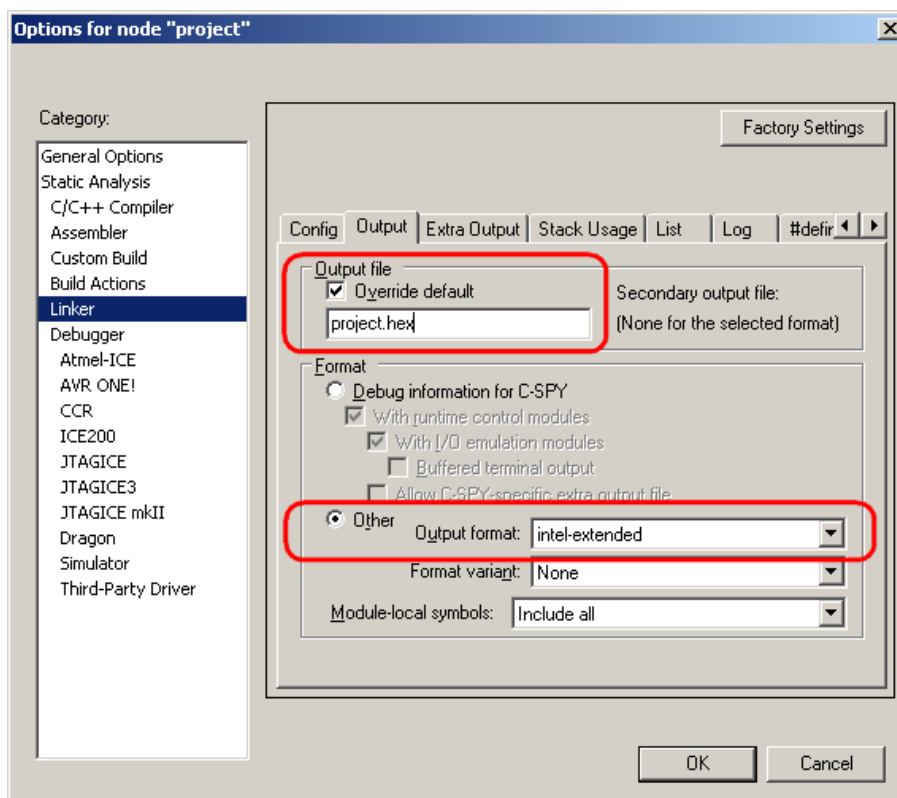 Options for node "project"
Category:
General Options
Static Analysis
C/C++ Compiler
Assembler
Custom Build
Build Actions
Linker
Debugger
Atmel-ICE
AVR ONE!
CCR
ICE200
JTAGICE
JTAGICE3
JTAGICE mkII
Dragon
Simulator
Third-Party Driver
Factory Settings
Config Output Extra Output Stack Usage List Log #defin
Output file
Override default
project.hex
Secondary output file:
(None for the selected format)
Format
Debug information for C-SPY
With runtime control modules
With I/O emulation modules
Buffered terminal output
Allow C-SPY-specific extra output file
Other
Output format: intel-extended
Format variant: None
Module-local symbols: Include all
OK Cancel